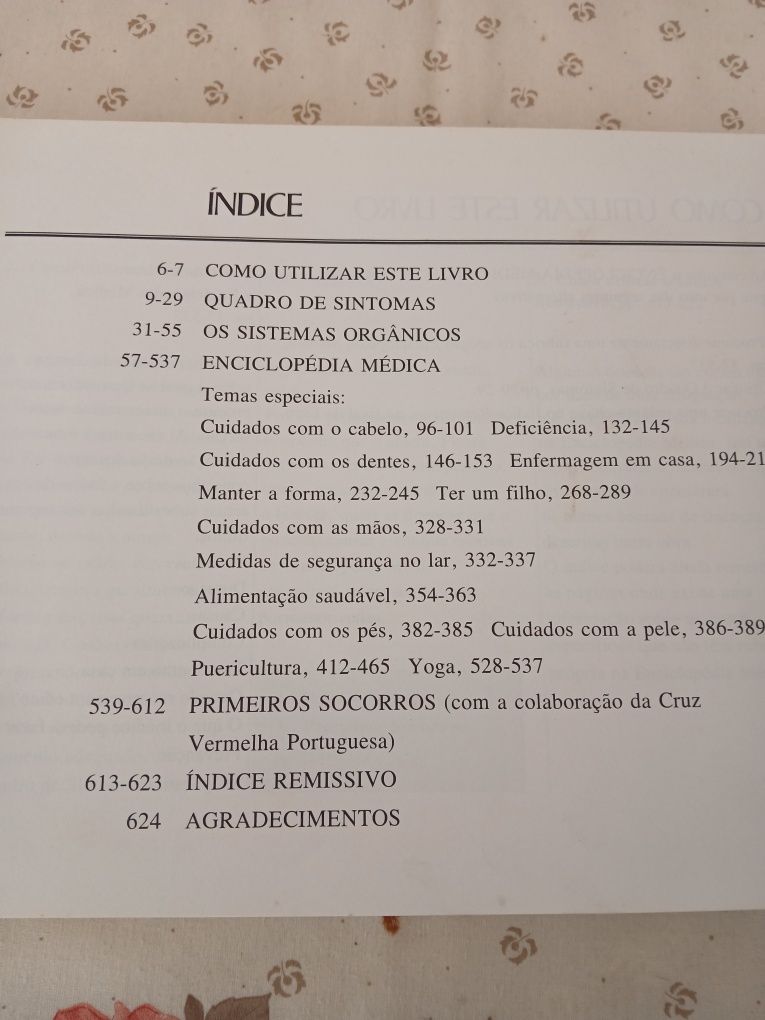 ÍNDICE
6-7 COMO UTILIZAR ESTE LIVRO
9-29 QUADRO DE SINTOMAS
31-55 OS SISTEMAS ORGÂNICOS
57-537 ENCICLOPÉDIA MÉDICA
Temas especiais:
Cuidados com o cabelo, 96-101 Deficiência, 132-145
Cuidados com os dentes, 146-153 Enfermagem em casa,
Manter a forma, 232-245 Ter um filho, 268-289
Cuidados com as mãos, 328-331
Medidas de segurança no lar, 332-337
Alimentação saudável, 354-363
Cuidados com os pés, 382-385 Cuidados com a pele, 386-389
Puericultura, 412-465 Yoga, 528-537
539-612 PRIMEIROS SOCORROS (com a colaboração da Cruz
Vermelha Portuguesa)
613-623 ÍNDICE REMISSIVO
624 AGRADECIMENTOS